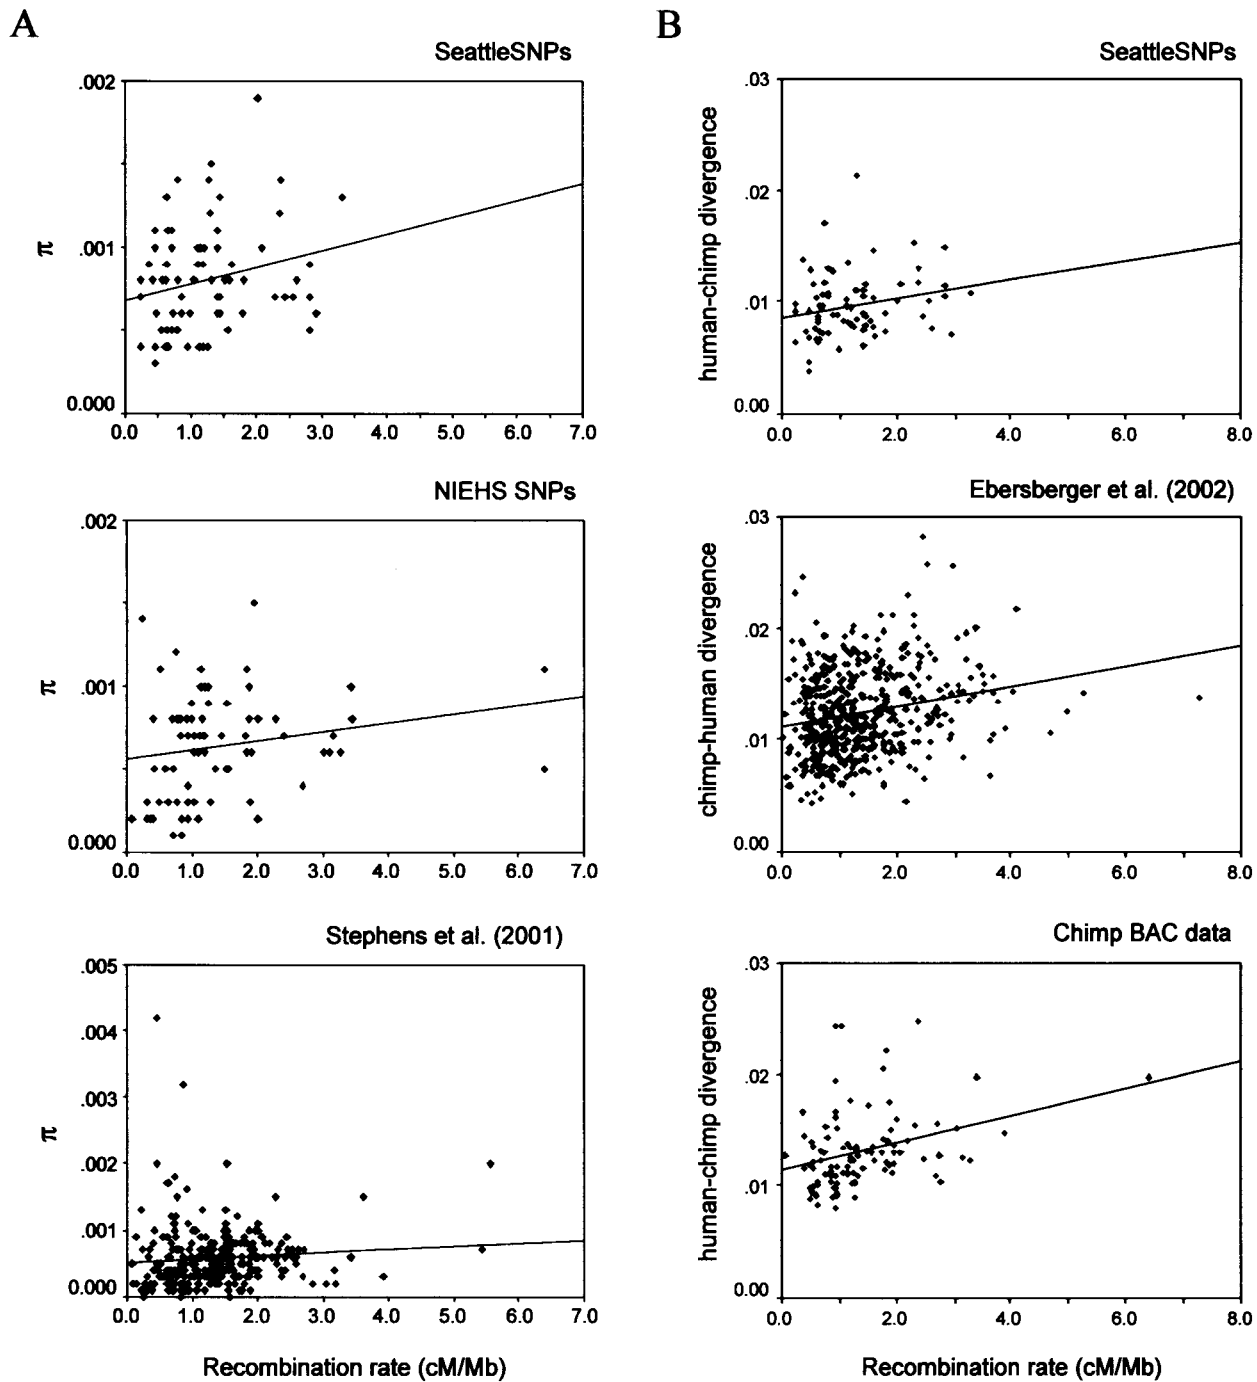 A
B
SeattleSNPs
.002
.001
0.000
π
0.0 1.0 2.0 3.0 4.0 5.0 6.0 7.0
SeattleSNPs
.03
.02
.01
0.00
human-chimp divergence
0.0 2.0 4.0 6.0 8.0
NIEHS SNPs
.002
.001
0.000
π
0.0 1.0 2.0 3.0 4.0 5.0 6.0 7.0
Ebersberger et al. (2002)
.03
.02
.01
0.00
chimp-human divergence
0.0 2.0 4.0 6.0 8.0
Stephens et al. (2001)
.005
.004
.003
.002
.001
0.000
π
0.0 1.0 2.0 3.0 4.0 5.0 6.0 7.0
Recombination rate (cM/Mb)
Chimp BAC data
.03
.02
.01
0.00
human-chimp divergence
0.0 2.0 4.0 6.0 8.0
Recombination rate (cM/Mb)